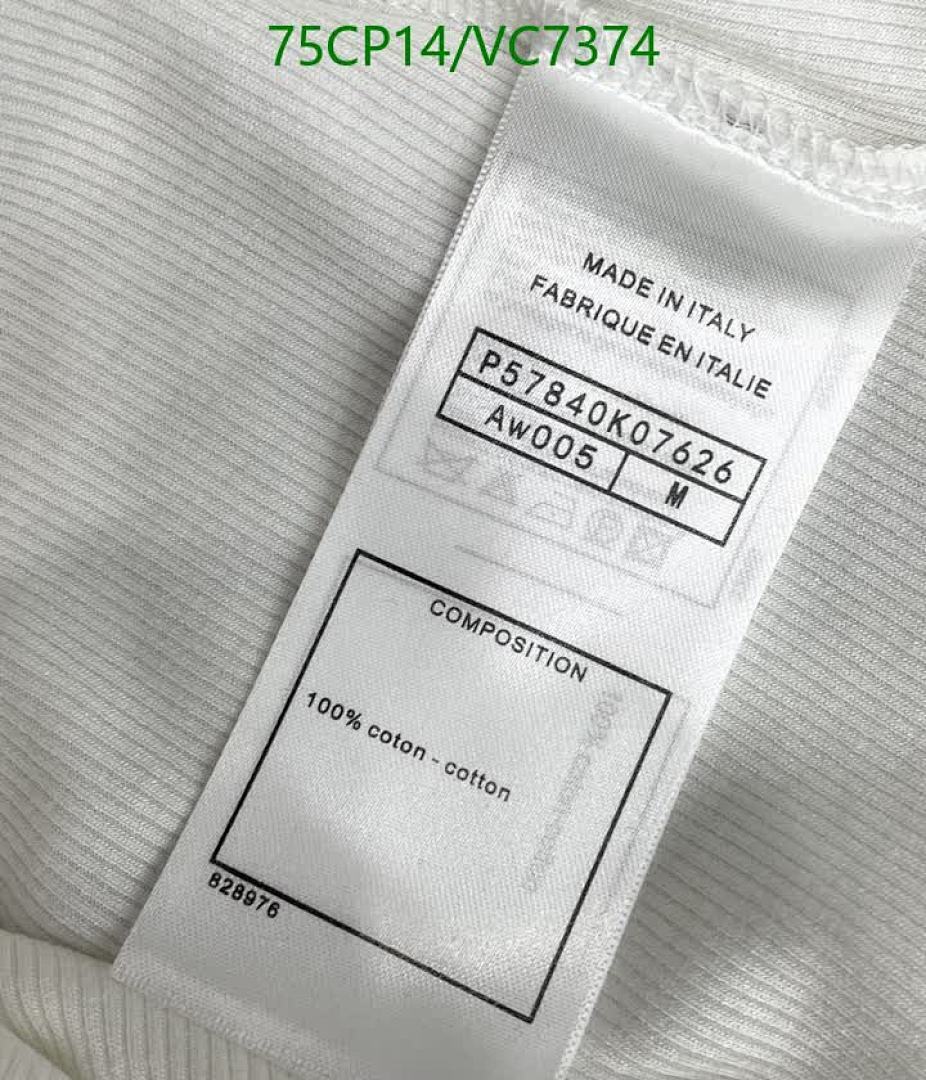 75CP14/VC7374
MADE IN ITALY
FABRIQUE EN ITALIE
P57840K07626
AW005 M
COMPOSITION
100% coton - cotton
828976